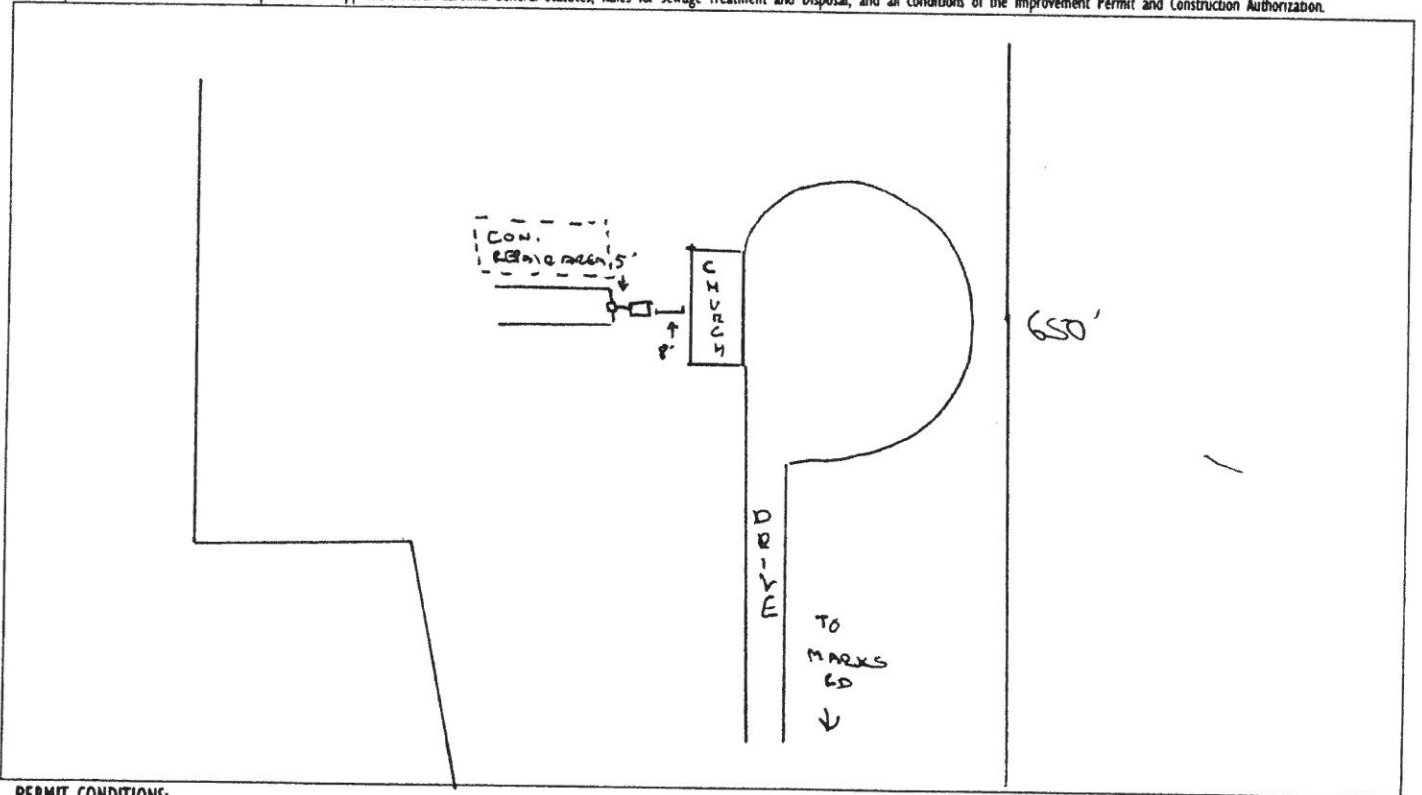 and all conditions of the Improvement Permit and Construction Authorization.
CON.
REPAIR AREA
5'
8'
CHURCH
650'
DRIVE
TO
MARKS
RD
PERMIT CONDITIONS: